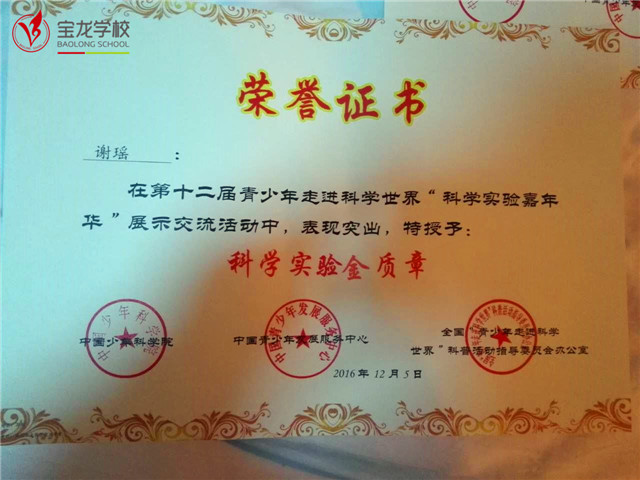 宝龙学校
BAOLONG SCHOOL
荣誉证书
谢瑶：
在第十二届青少年走进科学世界“科学实验嘉年
华”展示交流活动中，表现突出，特授予：
科学实验金质章
中国少年科学院
中国青少年发展服务中心
全国“青少年走进科学
世界”科普活动指导委员会办公室
2016年12月5日